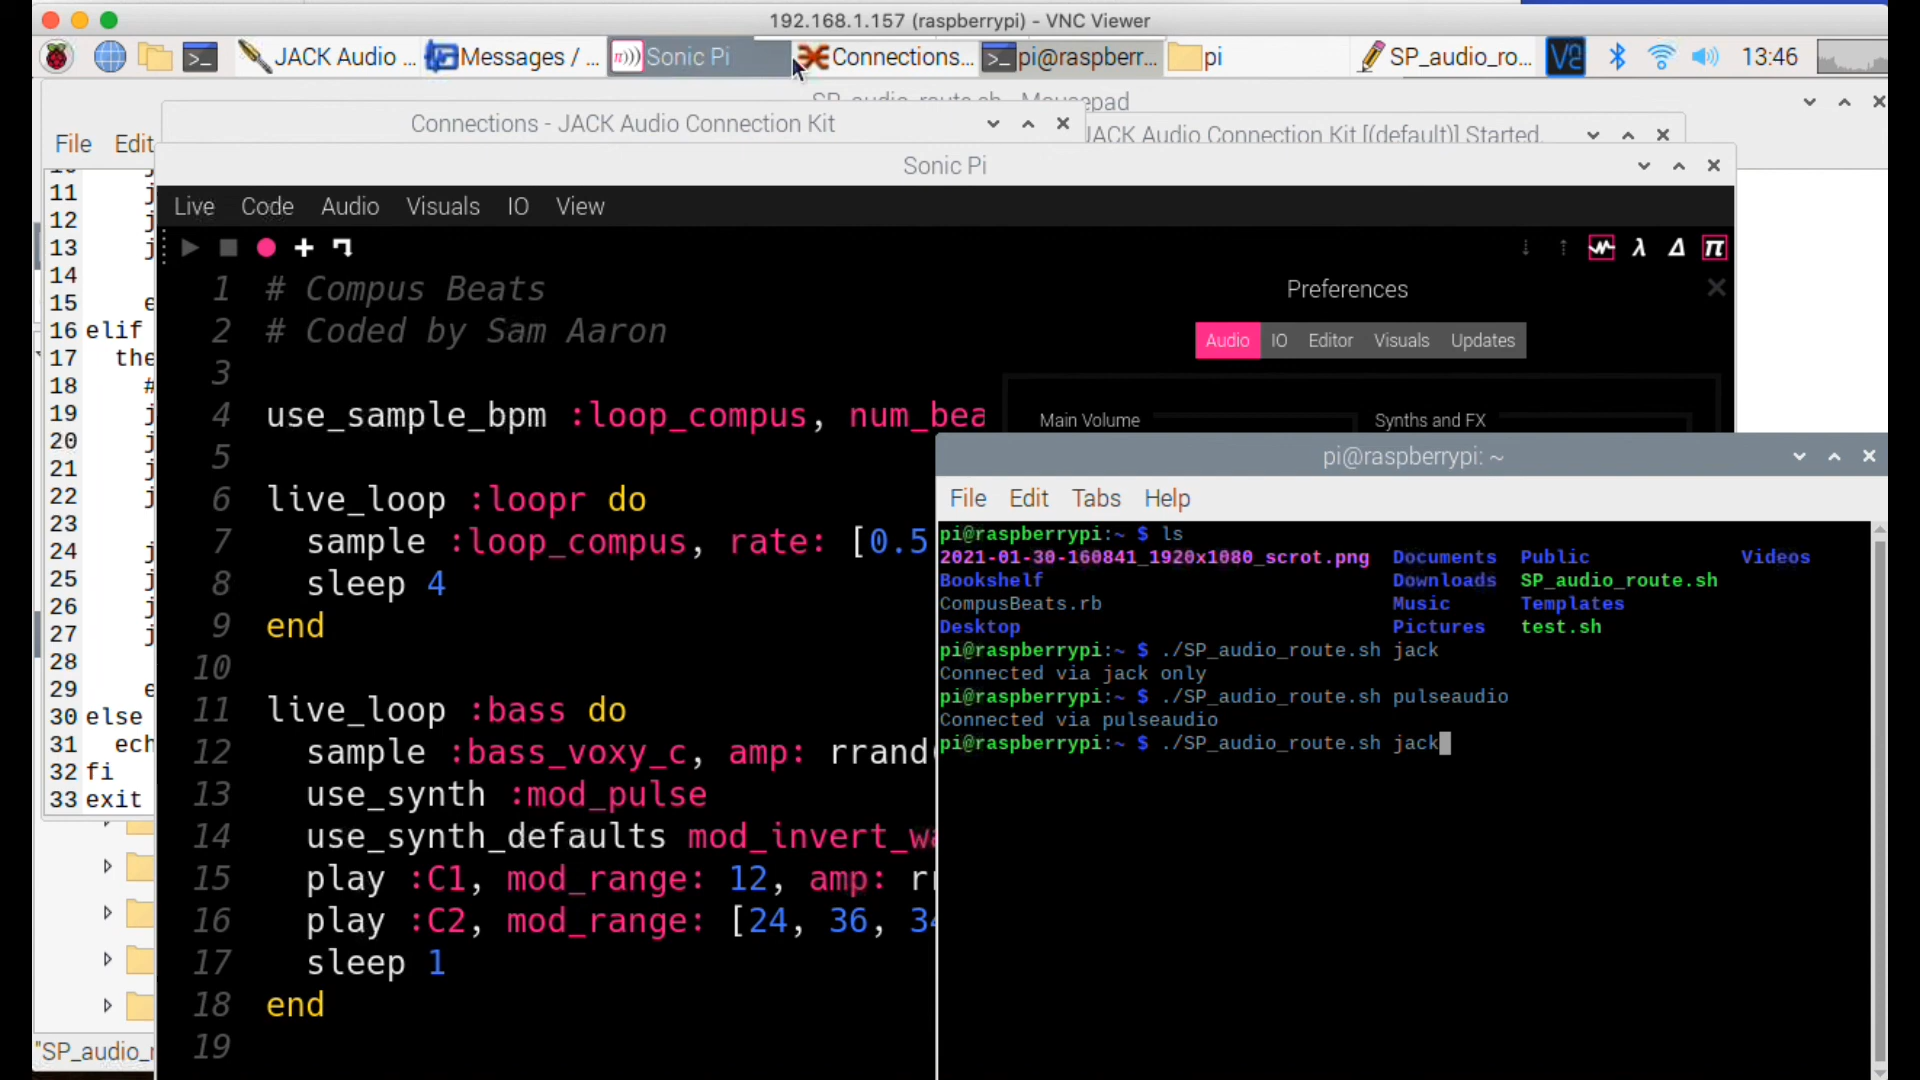 192.168.1.157 (raspberrypi) - VNC Viewer
JACK Audio ...
Messages / ...
Sonic Pi
Connections...
pi@raspberr...
pi
SP_audio_ro...
13:46
SP_audio_route.sh - Mousepad
Connections - JACK Audio Connection Kit
JACK Audio Connection Kit [(default)] Started.
File Edit
Sonic Pi
Live Code Audio Visuals IO View
11 j
12 j
13 j
14
15 e
16 elif
17 the
18 #
19 j
20 j
21 j
22 j
23
24 j
25 j
26 j
27 j
28
29 e
30 else
31 ech
32 fi
33 exit
"SP_audio_r
1 # Compus Beats
2 # Coded by Sam Aaron
3
4 use_sample_bpm :loop_compus, num_bea
5
6 live_loop :loopr do
7 sample :loop_compus, rate: [0.5
8 sleep 4
9 end
10
11 live_loop :bass do
12 sample :bass_voxy_c, amp: rrand
13 use_synth :mod_pulse
14 use_synth_defaults mod_invert_wa
15 play :C1, mod_range: 12, amp: r
16 play :C2, mod_range: [24, 36, 34
17 sleep 1
18 end
19
Preferences
Audio IO Editor Visuals Updates
Main Volume
Synths and FX
pi@raspberrypi: ~
File Edit Tabs Help
pi@raspberrypi:~ $ ls
2021-01-30-160841_1920x1080_scrot.png Documents Public Videos
Bookshelf Downloads SP_audio_route.sh
CompusBeats.rb Music Templates
Desktop Pictures test.sh
pi@raspberrypi:~ $ ./SP_audio_route.sh jack
Connected via jack only
pi@raspberrypi:~ $ ./SP_audio_route.sh pulseaudio
Connected via pulseaudio
pi@raspberrypi:~ $ ./SP_audio_route.sh jack